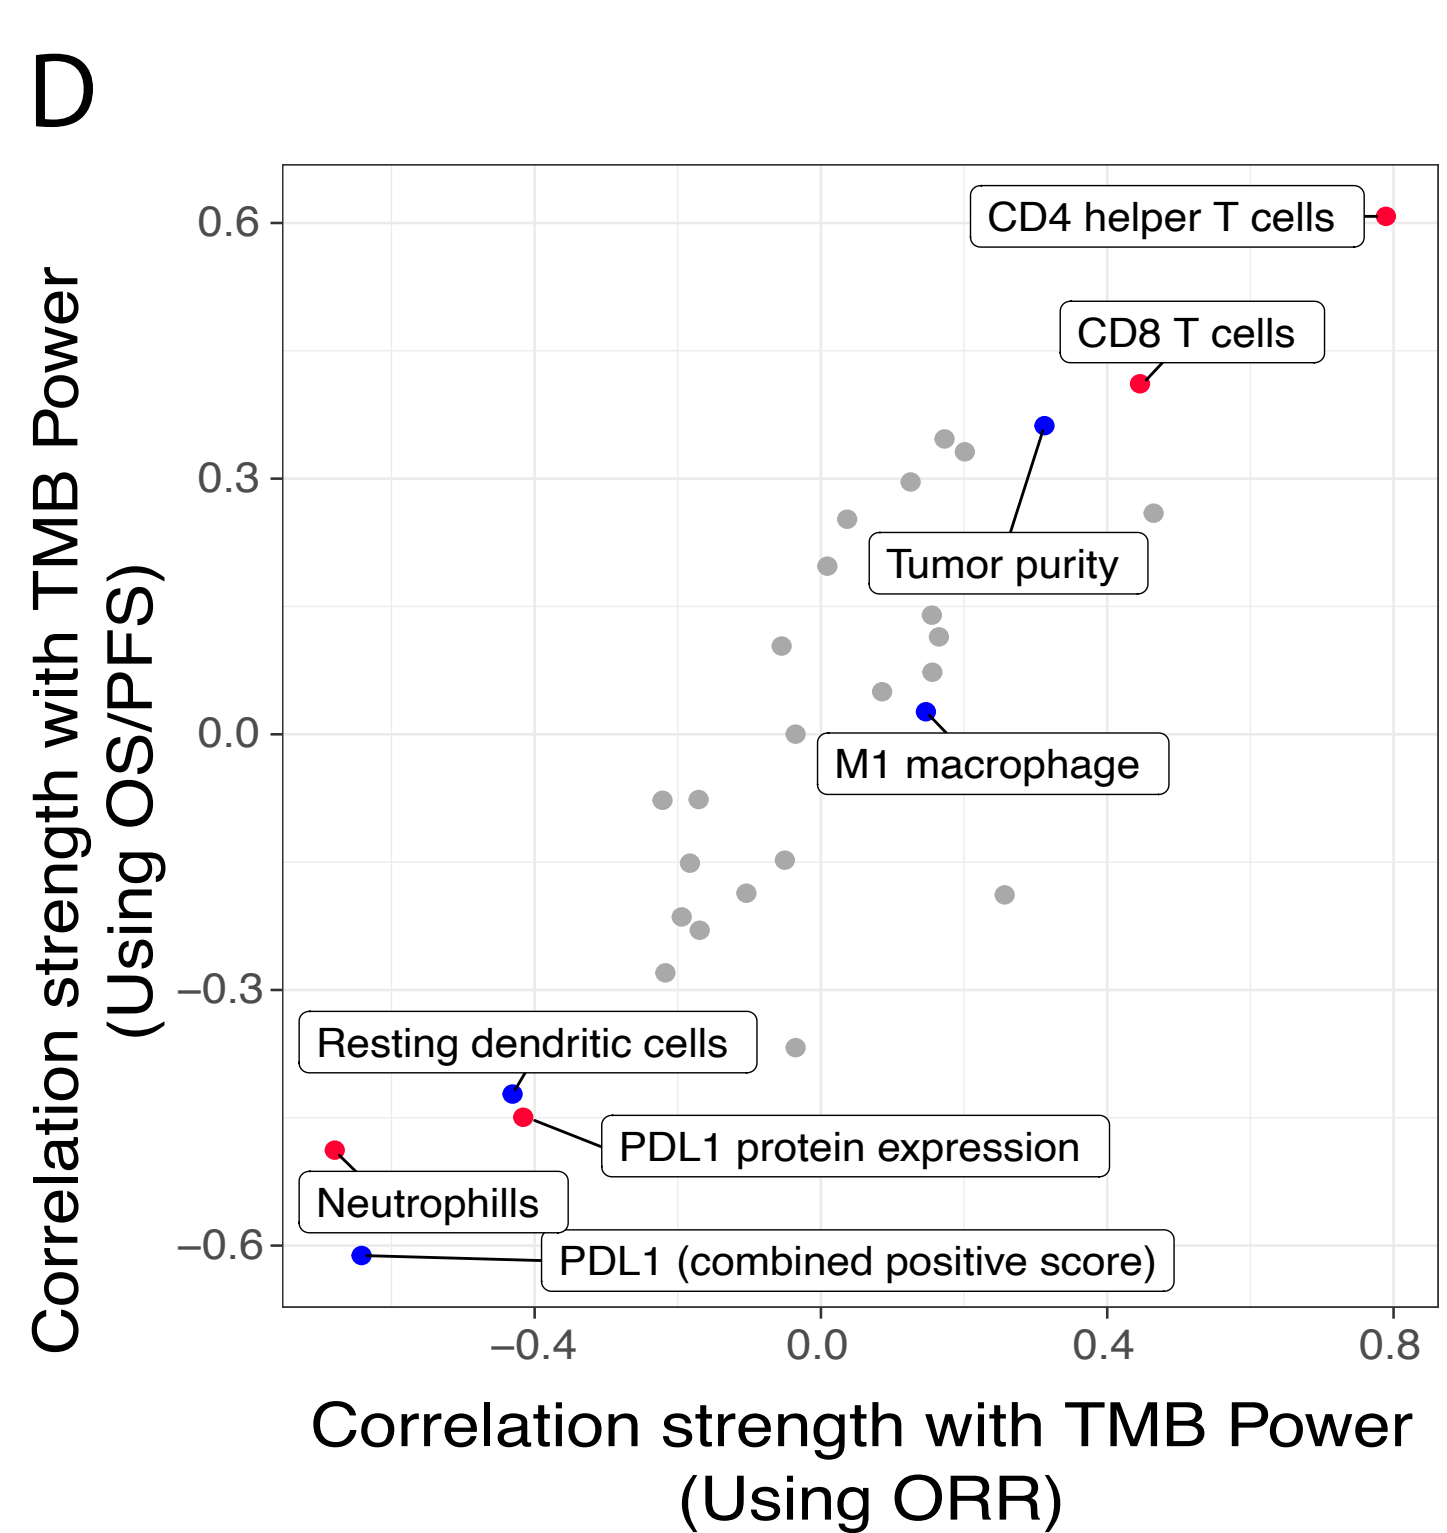 D
Correlation strength with TMB Power
(Using OS/PFS)
0.6
0.3
0.0
−0.3
−0.6
CD4 helper T cells
CD8 T cells
Tumor purity
M1 macrophage
Resting dendritic cells
PDL1 protein expression
Neutrophills
PDL1 (combined positive score)
−0.4
0.0
0.4
0.8
Correlation strength with TMB Power
(Using ORR)